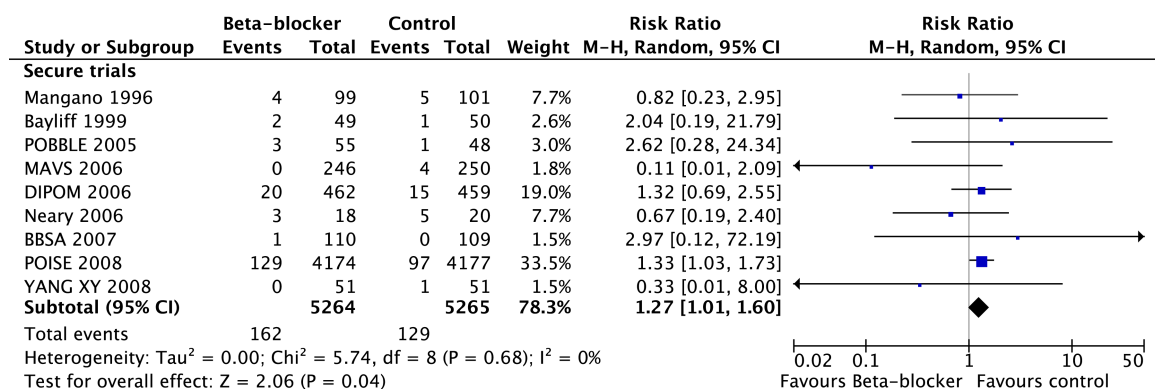 Beta-blocker Control Risk Ratio Risk Ratio
Study or Subgroup Events Total Events Total Weight M-H, Random, 95% CI M-H, Random, 95% CI
Secure trials
Mangano 1996 4 99 5 101 7.7% 0.82 [0.23, 2.95]
Bayliff 1999 2 49 1 50 2.6% 2.04 [0.19, 21.79]
POBBLE 2005 3 55 1 48 3.0% 2.62 [0.28, 24.34]
MAVS 2006 0 246 4 250 1.8% 0.11 [0.01, 2.09]
DIPOM 2006 20 462 15 459 19.0% 1.32 [0.69, 2.55]
Neary 2006 3 18 5 20 7.7% 0.67 [0.19, 2.40]
BBSA 2007 1 110 0 109 1.5% 2.97 [0.12, 72.19]
POISE 2008 129 4174 97 4177 33.5% 1.33 [1.03, 1.73]
YANG XY 2008 0 51 1 51 1.5% 0.33 [0.01, 8.00]
Subtotal (95% CI) 5264 5265 78.3% 1.27 [1.01, 1.60]
Total events 162 129
Heterogeneity: Tau² = 0.00; Chi² = 5.74, df = 8 (P = 0.68); I² = 0%
Test for overall effect: Z = 2.06 (P = 0.04)
0.02 0.1 1 10 50
Favours Beta-blocker Favours control